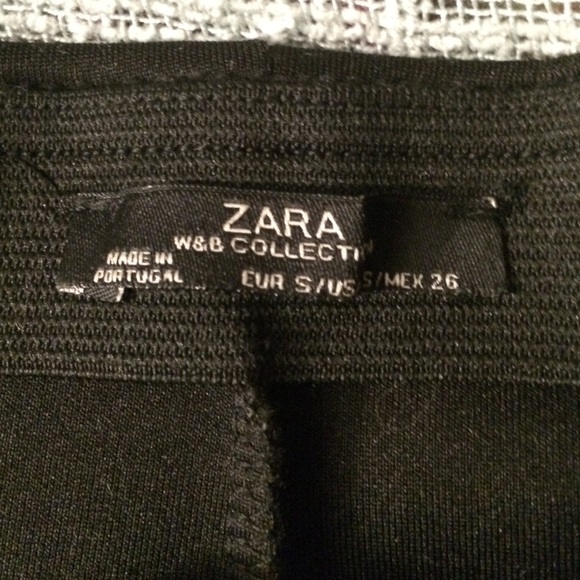 ZARA
W&B COLLECTI
MADE IN
PORTUGAL
EUR S/US S/MEX 26